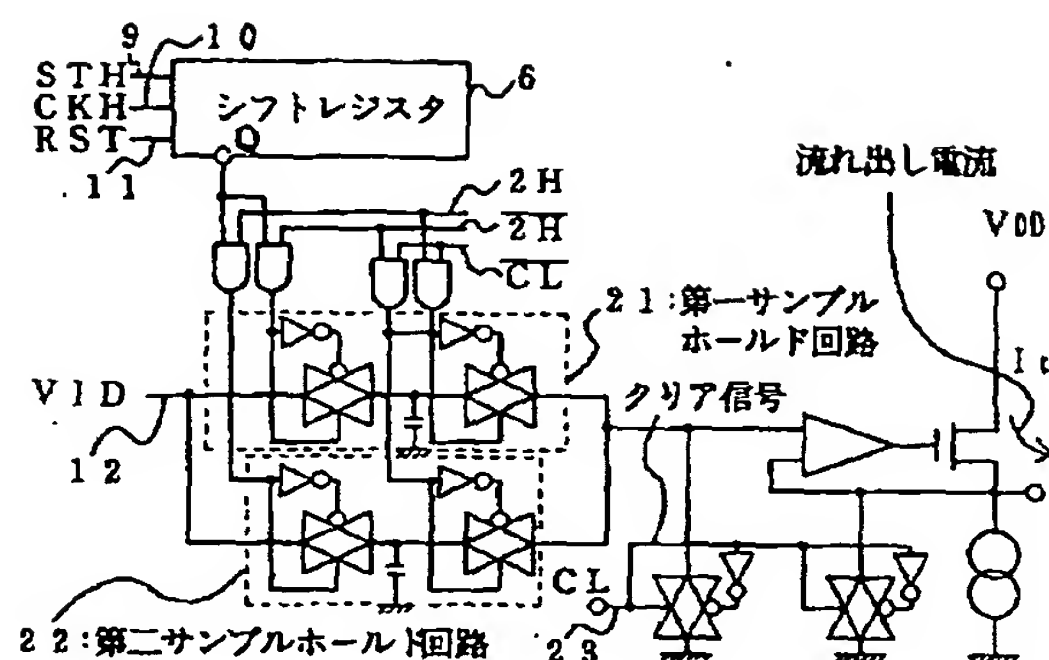 9 10
STH
CKH
RST
シフトレジスタ
6
Q
11
2H
2H
CL
流れ出し電流
VDD
21:第一サンプル
ホールド回路
VID
12
クリア信号
CL
22:第二サンプルホールド回路
23